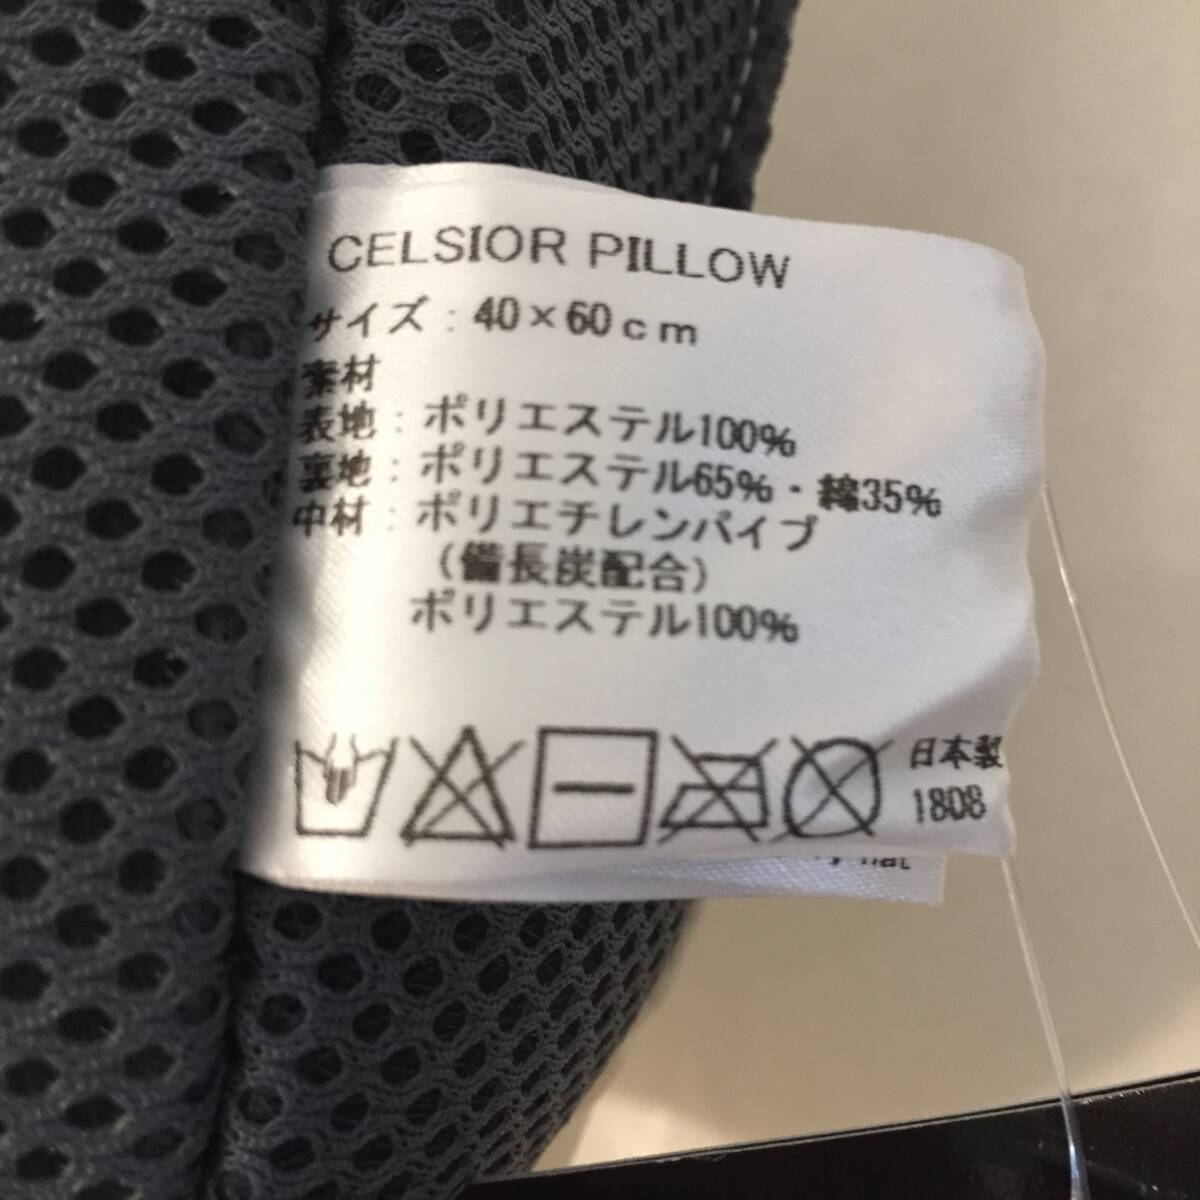 CELSIOR PILLOW
サイズ：40×60cm
素材
表地：ポリエステル100%
裏地：ポリエステル65%・綿35%
中材：ポリエチレンパイプ
（備長炭配合）
ポリエステル100%
日本製
1808